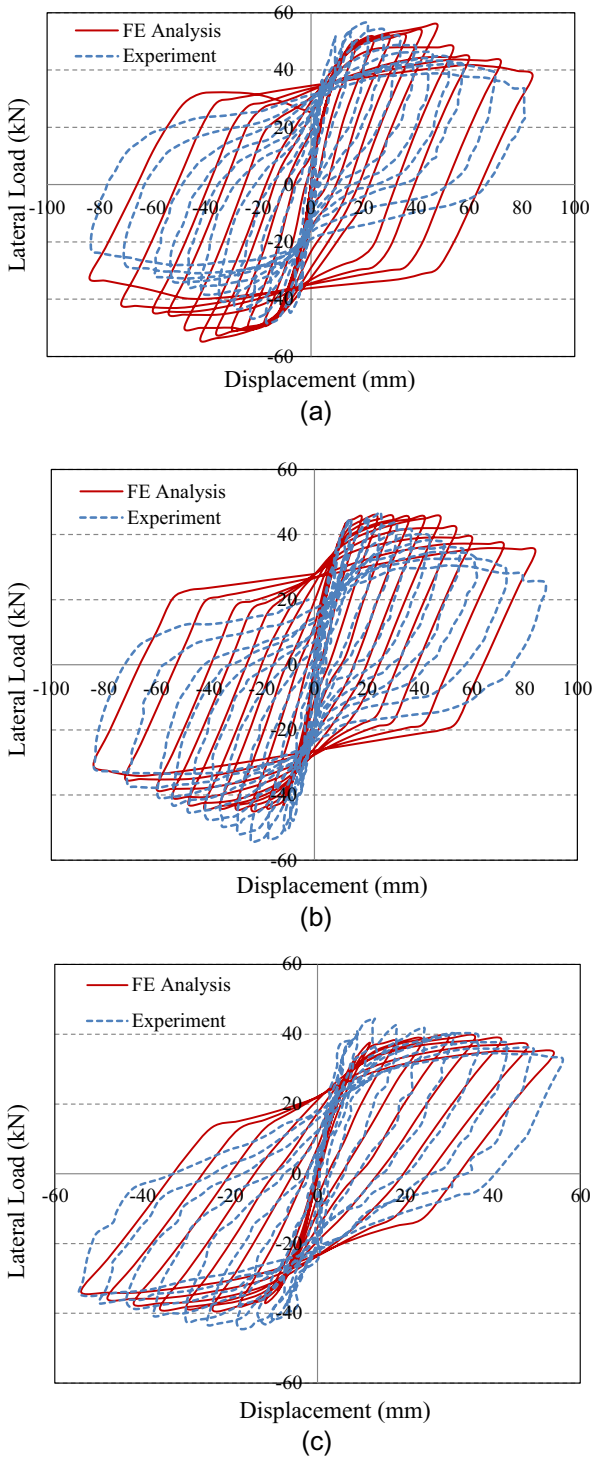 60
FE Analysis
Experiment
40
20
0
-100 -80 -60 -40 -20 0 20 40 60 80 100
-20
-40
-60
Lateral Load (kN)
Displacement (mm)
(a)
60
FE Analysis
Experiment
40
20
0
-100 -80 -60 -40 -20 0 20 40 60 80 100
-20
-40
-60
Lateral Load (kN)
Displacement (mm)
(b)
60
FE Analysis
40
Experiment
20
0
-60 -40 -20 0 20 40 60
-20
-40
-60
Lateral Load (kN)
Displacement (mm)
(c)